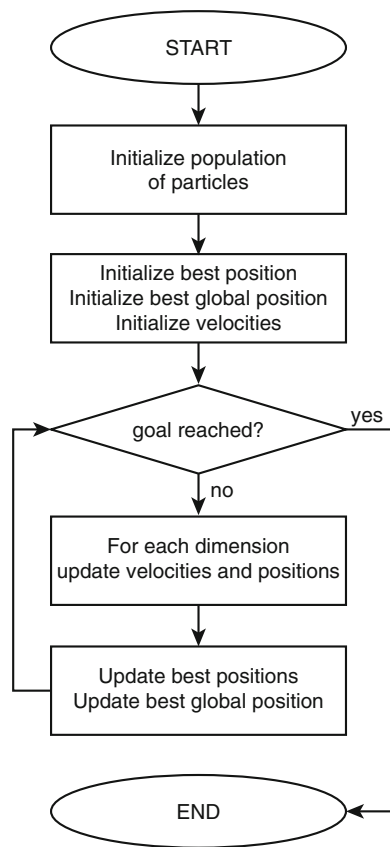 START
Initialize population
of particles
Initialize best position
Initialize best global position
Initialize velocities
goal reached?
yes
no
For each dimension
update velocities and positions
Update best positions
Update best global position
END